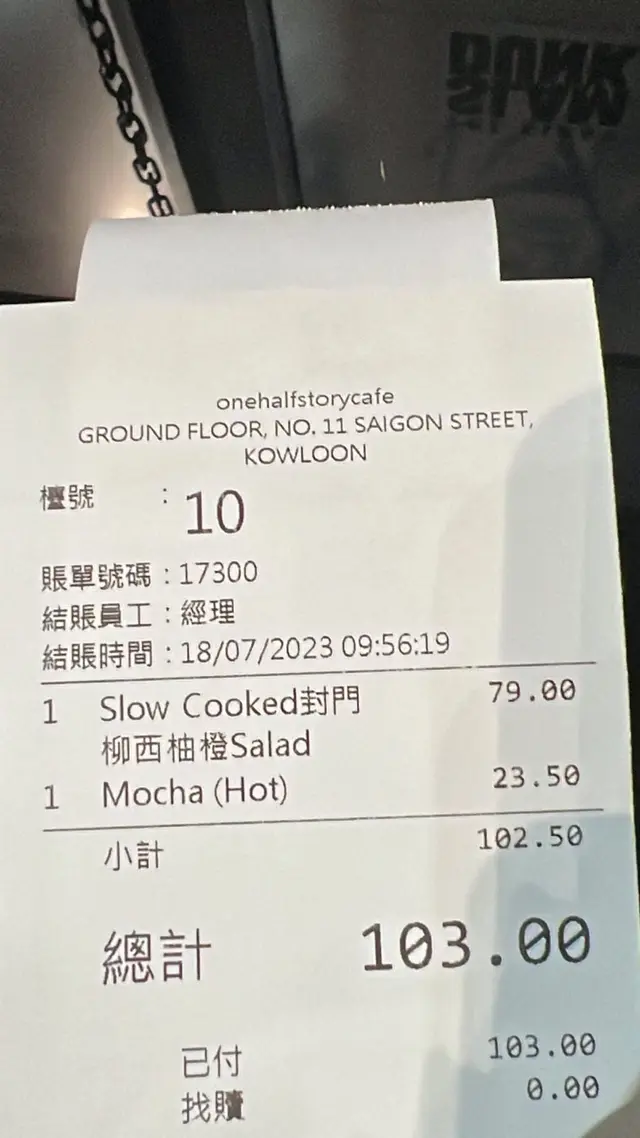 onehalfstorycafe
GROUND FLOOR, NO. 11 SAIGON STREET,
KOWLOON
檯號 : 10
賬單號碼 : 17300
結賬員工 : 經理
結賬時間 : 18/07/2023 09:56:19
1 Slow Cooked封門 79.00
柳西柚橙Salad
1 Mocha (Hot) 23.50
小計 102.50
總計 103.00
已付 103.00
找贖 0.00